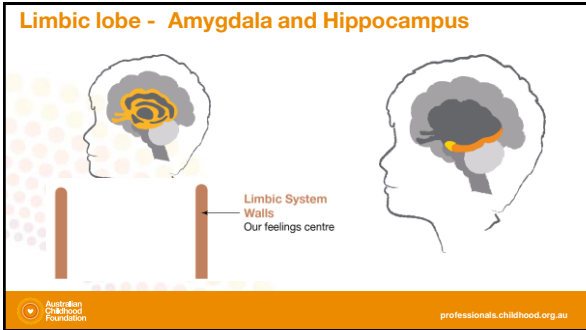 Limbic lobe - Amygdala and Hippocampus
Limbic System
Walls
Our feelings centre
Australian
Childhood
Foundation
professionals.childhood.org.au